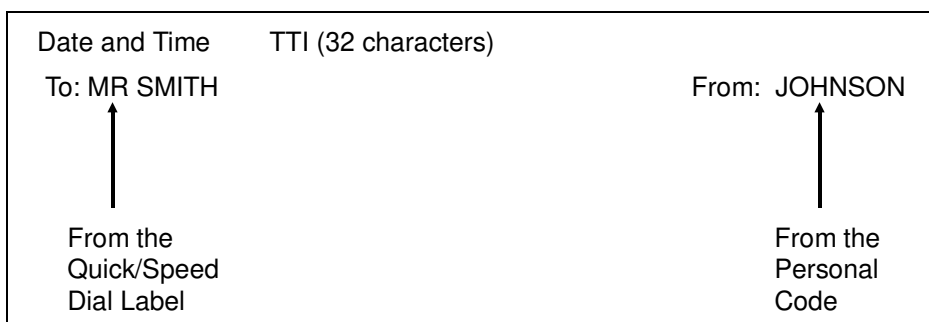 Date and Time TTI (32 characters)
To: MR SMITH From: JOHNSON
From the From the
Quick/Speed Personal
Dial Label Code